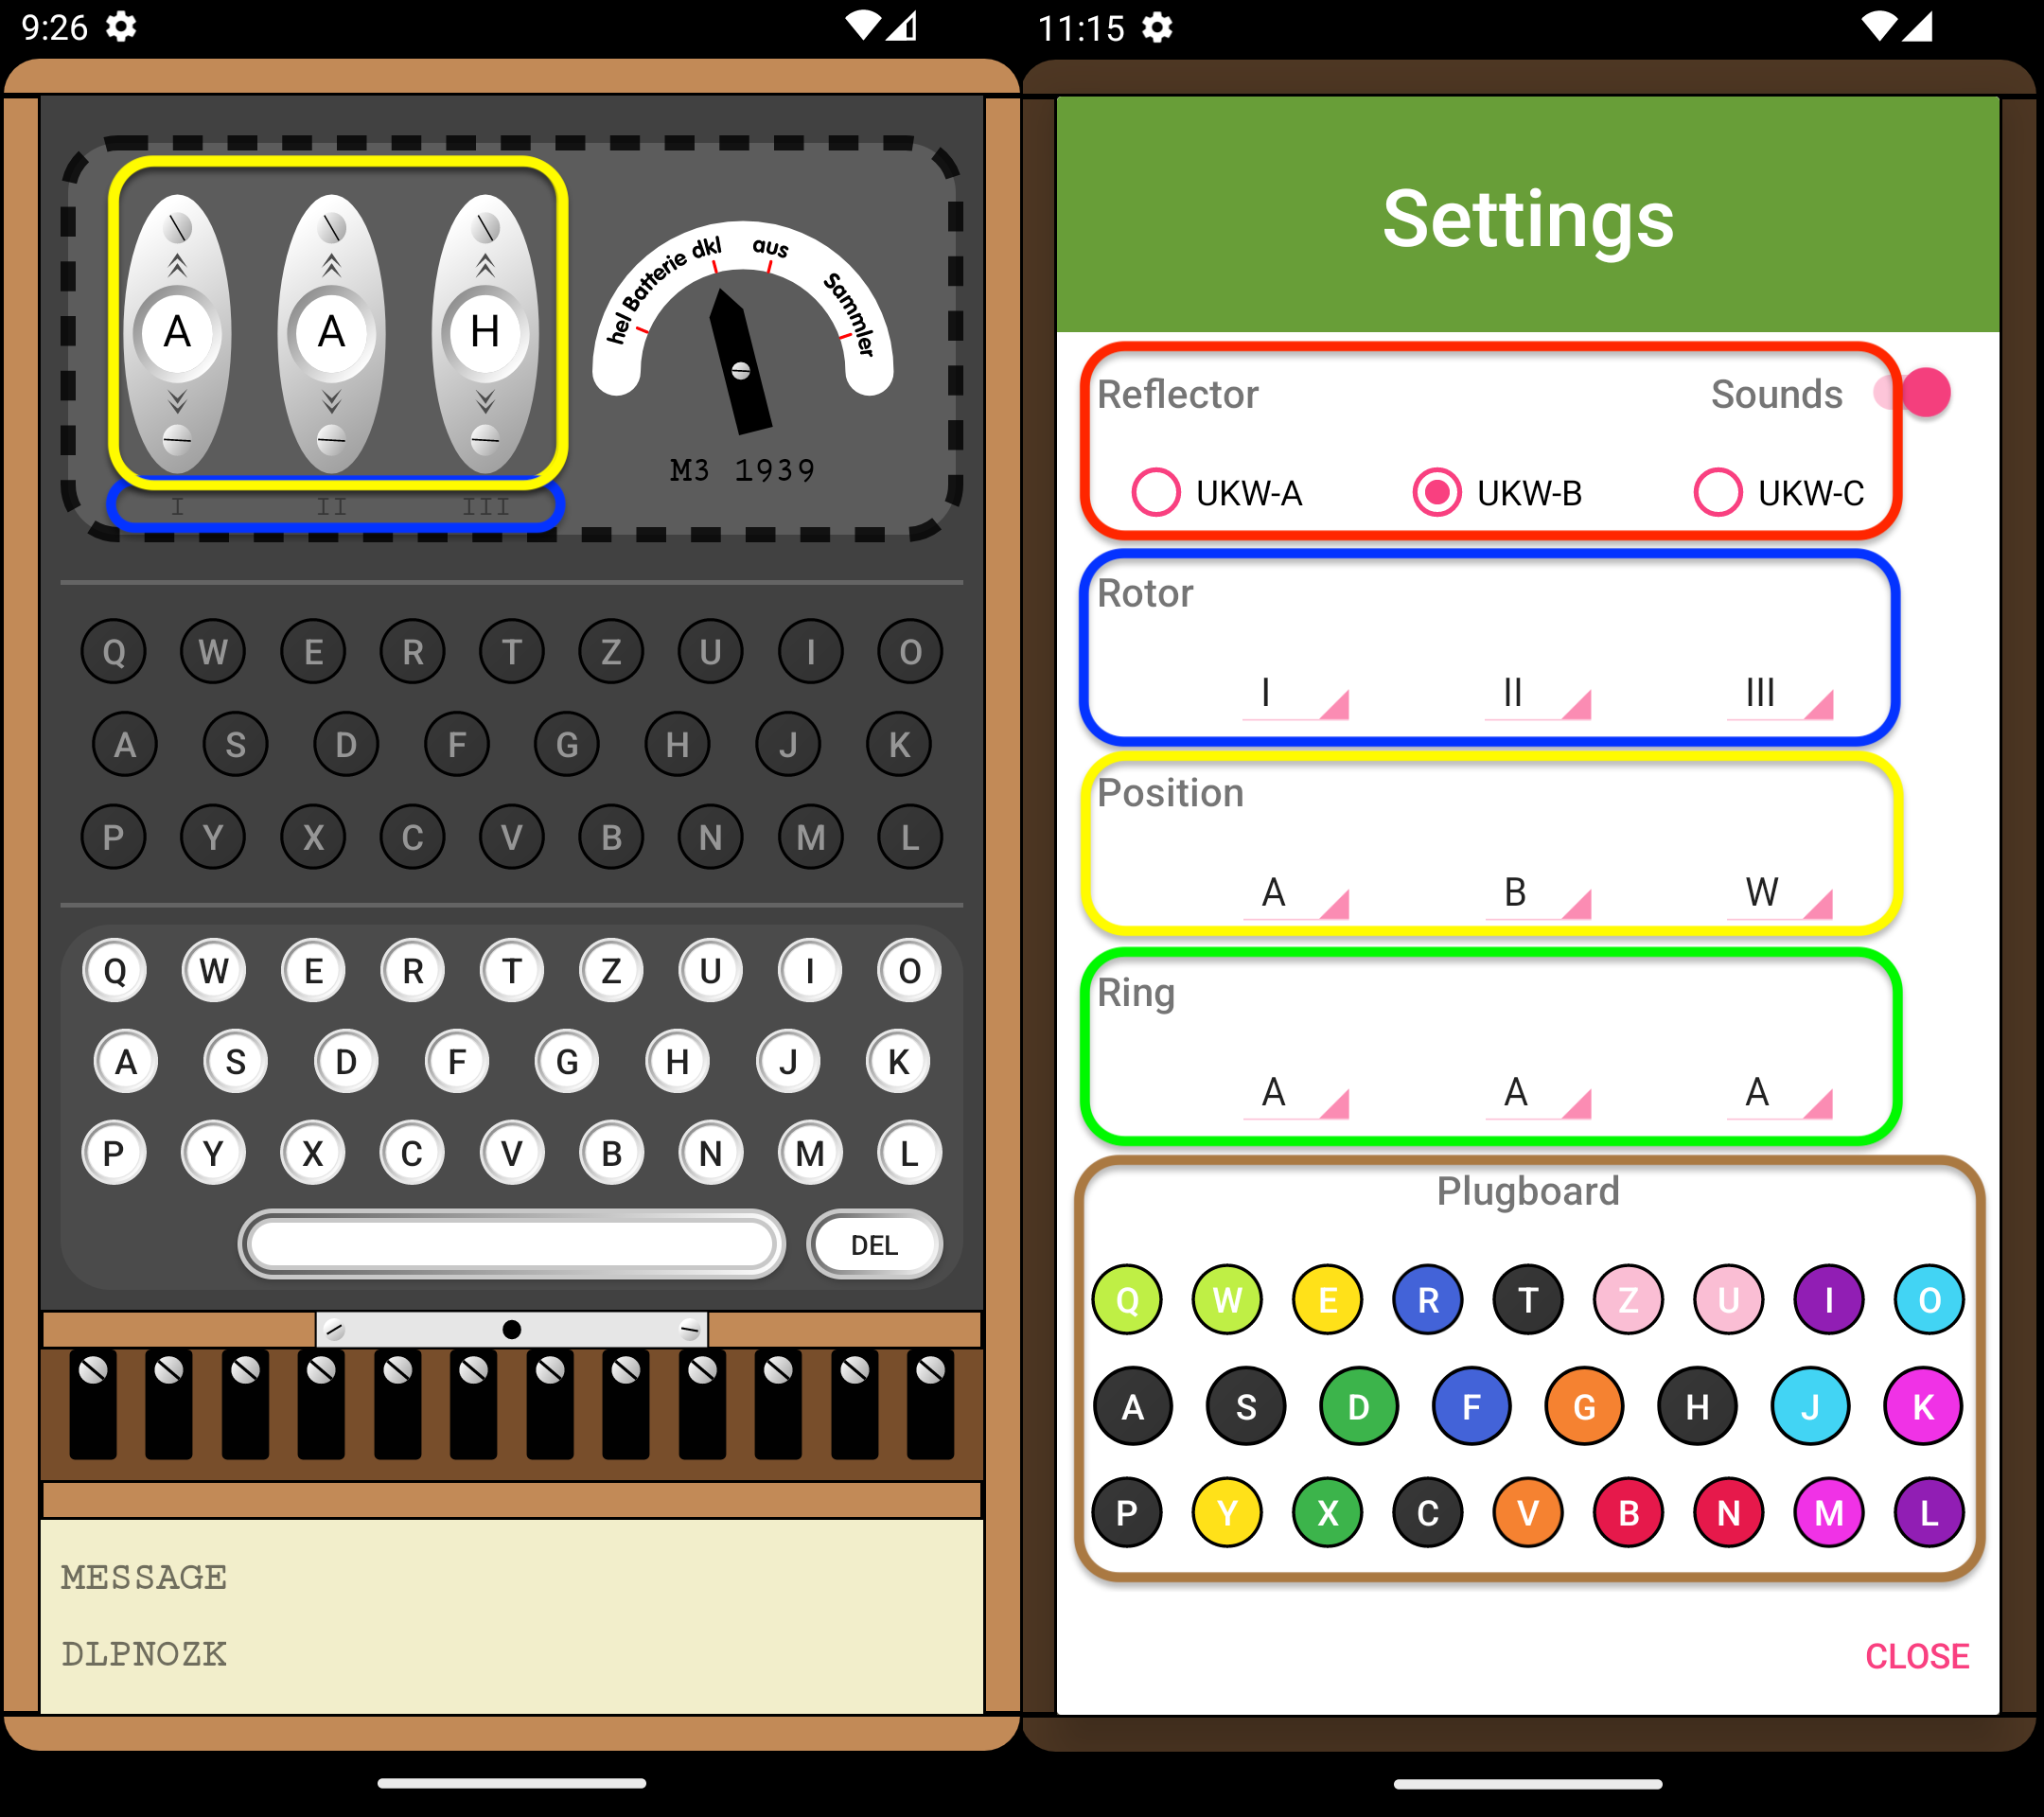 9:26
A A H
hel Batterie dkl aus Sammler
M3 1939
I II III
Q W E R T Z U I O
A S D F G H J K
P Y X C V B N M L
Q W E R T Z U I O
A S D F G H J K
P Y X C V B N M L
DEL
MESSAGE
DLPNOZK
11:15
Settings
Reflector Sounds
UKW-A UKW-B UKW-C
Rotor
I II III
Position
A B W
Ring
A A A
Plugboard
Q W E R T Z U I O
A S D F G H J K
P Y X C V B N M L
CLOSE